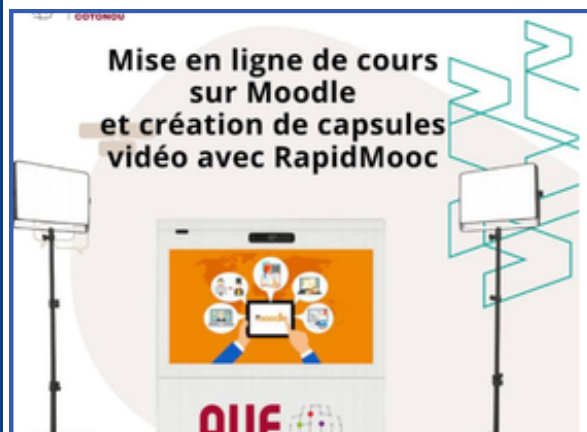 COTONOU
Mise en ligne de cours
sur Moodle
et création de capsules
vidéo avec RapidMooc
moodle
AUF